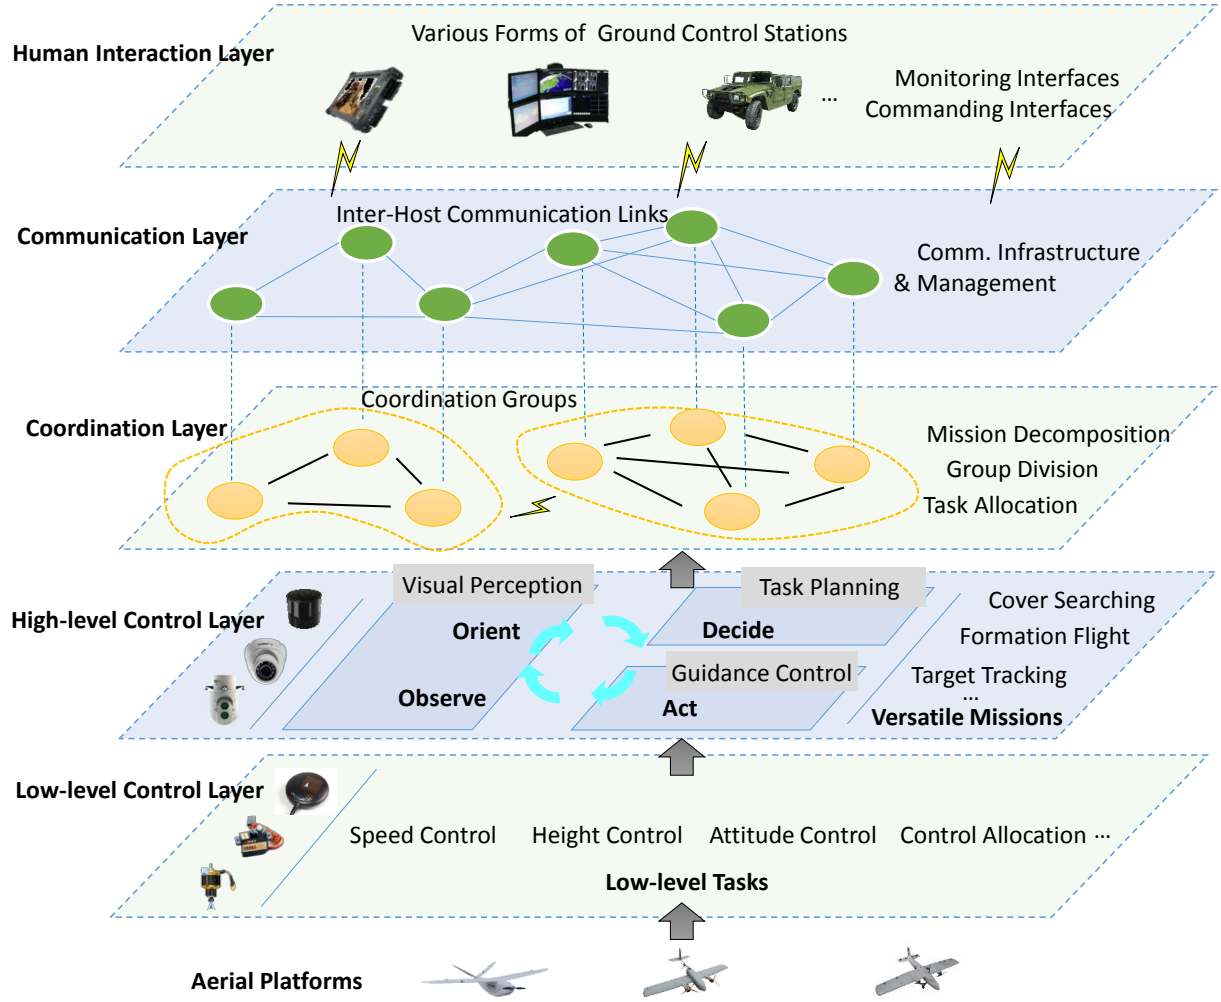 Various Forms of Ground Control Stations
Human Interaction Layer
Monitoring Interfaces
...
Commanding Interfaces
Inter-Host Communication Links
Communication Layer
Comm. Infrastructure
& Management
Coordination Groups
Coordination Layer
Mission Decomposition
Group Division
Task Allocation
Visual Perception
Task Planning
Cover Searching
High-level Control Layer
Orient
Decide
Formation Flight
Guidance Control
Target Tracking
Observe
...
Act
Versatile Missions
Low-level Control Layer
Speed Control
Height Control
Attitude Control
Control Allocation ...
Low-level Tasks
Aerial Platforms